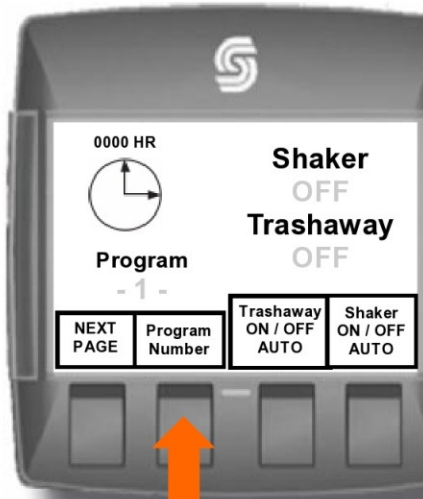 0000 HR
Shaker
OFF
Trashaway
OFF
Program
- 1 -
NEXT
PAGE
Program
Number
Trashaway
ON / OFF
AUTO
Shaker
ON / OFF
AUTO